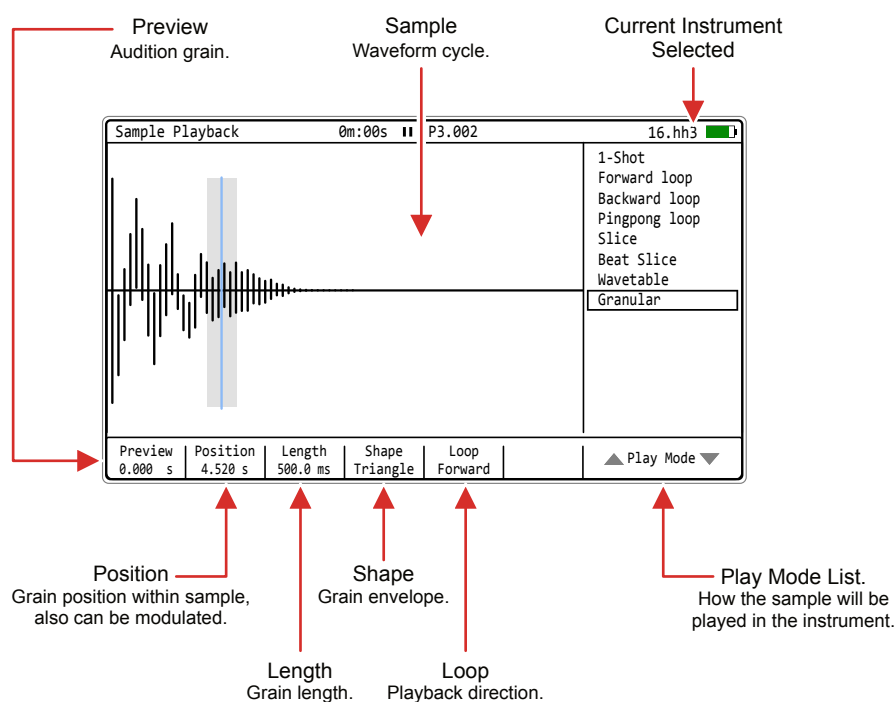 Preview
Audition grain.
Sample
Waveform cycle.
Current Instrument
Selected
Sample Playback 0m:00s P3.002 16.hh3
1-Shot
Forward loop
Backward loop
Pingpong loop
Slice
Beat Slice
Wavetable
Granular
Preview Position Length Shape Loop
0.000 s 4.520 s 500.0 ms Triangle Forward
Play Mode
Position
Grain position within sample,
also can be modulated.
Shape
Grain envelope.
Play Mode List.
How the sample will be
played in the instrument.
Length
Grain length.
Loop
Playback direction.